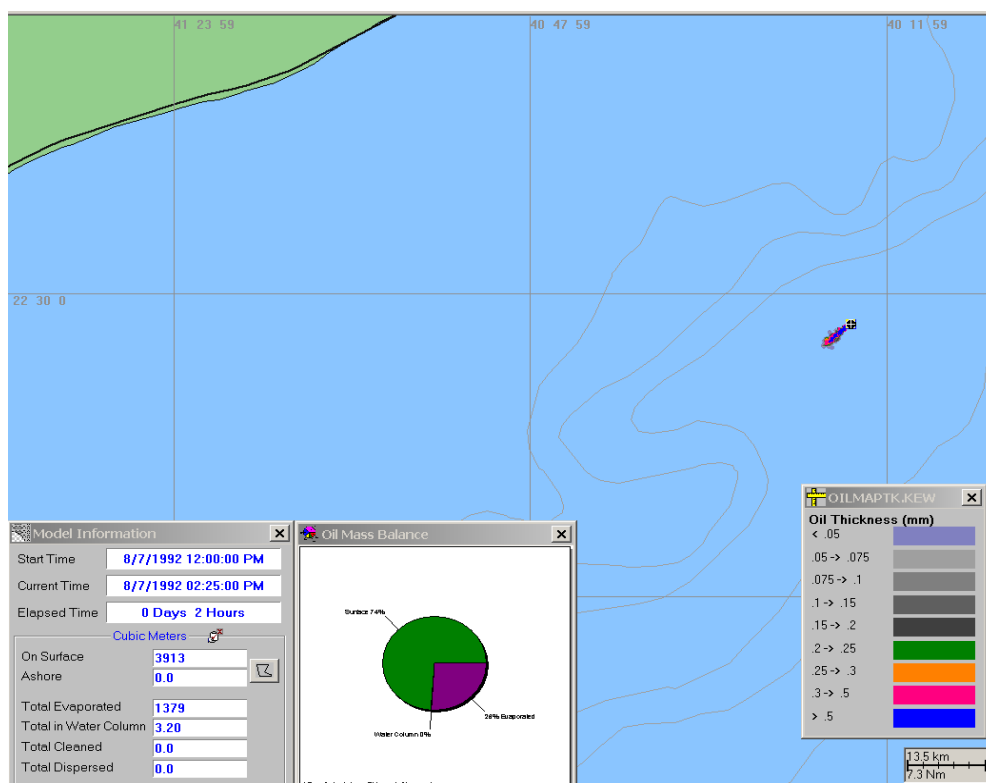 41 23 59
40 47 59
40 11 59
22 30 0
Model Information
Start Time 8/7/1992 12:00:00 PM
Current Time 8/7/1992 02:25:00 PM
Elapsed Time 0 Days 2 Hours
Cubic Meters
On Surface 3913
Ashore 0.0
Total Evaporated 1379
Total in Water Column 3.20
Total Cleaned 0.0
Total Dispersed 0.0
Oil Mass Balance
Surface 74%
26% Evaporated
Water Column 0%
OILMAPTK.KEW
Oil Thickness (mm)
< .05
.05 -> .075
.075 -> .1
.1 -> .15
.15 -> .2
.2 -> .25
.25 -> .3
.3 -> .5
> .5
13.5 km
7.3 Nm